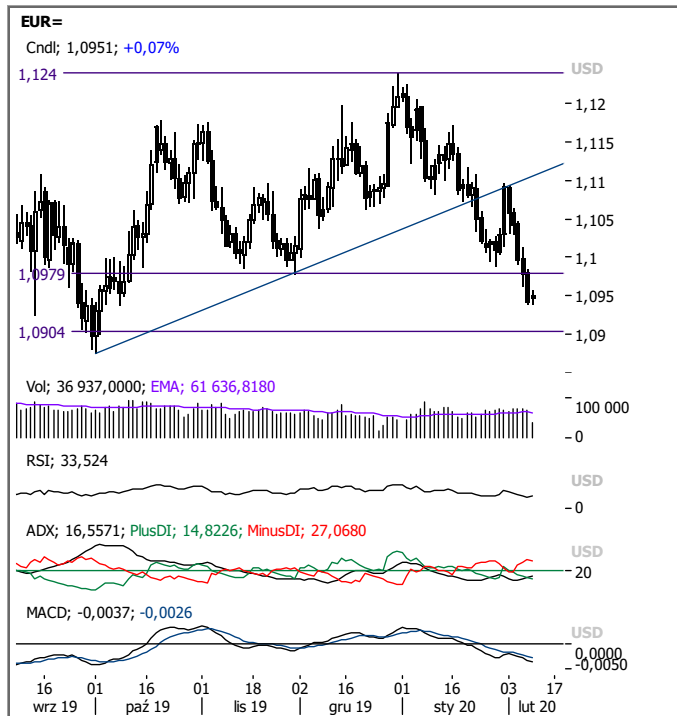 EUR=
Cndl; 1,0951; +0,07%
1,124
USD
1,12
1,115
1,11
1,105
1,1
1,0979
1,095
1,0904
1,09
Vol; 36 937,0000; EMA; 61 636,8180
100 000
0
RSI; 33,524
USD
0
ADX; 16,5571; PlusDI; 14,8226; MinusDI; 27,0680
USD
20
MACD; -0,0037; -0,0026
USD
0,0000
-0,0050
16 01 16 01 18 02 16 01 16 03 17
wrz 19 paź 19 lis 19 gru 19 sty 20 lut 20